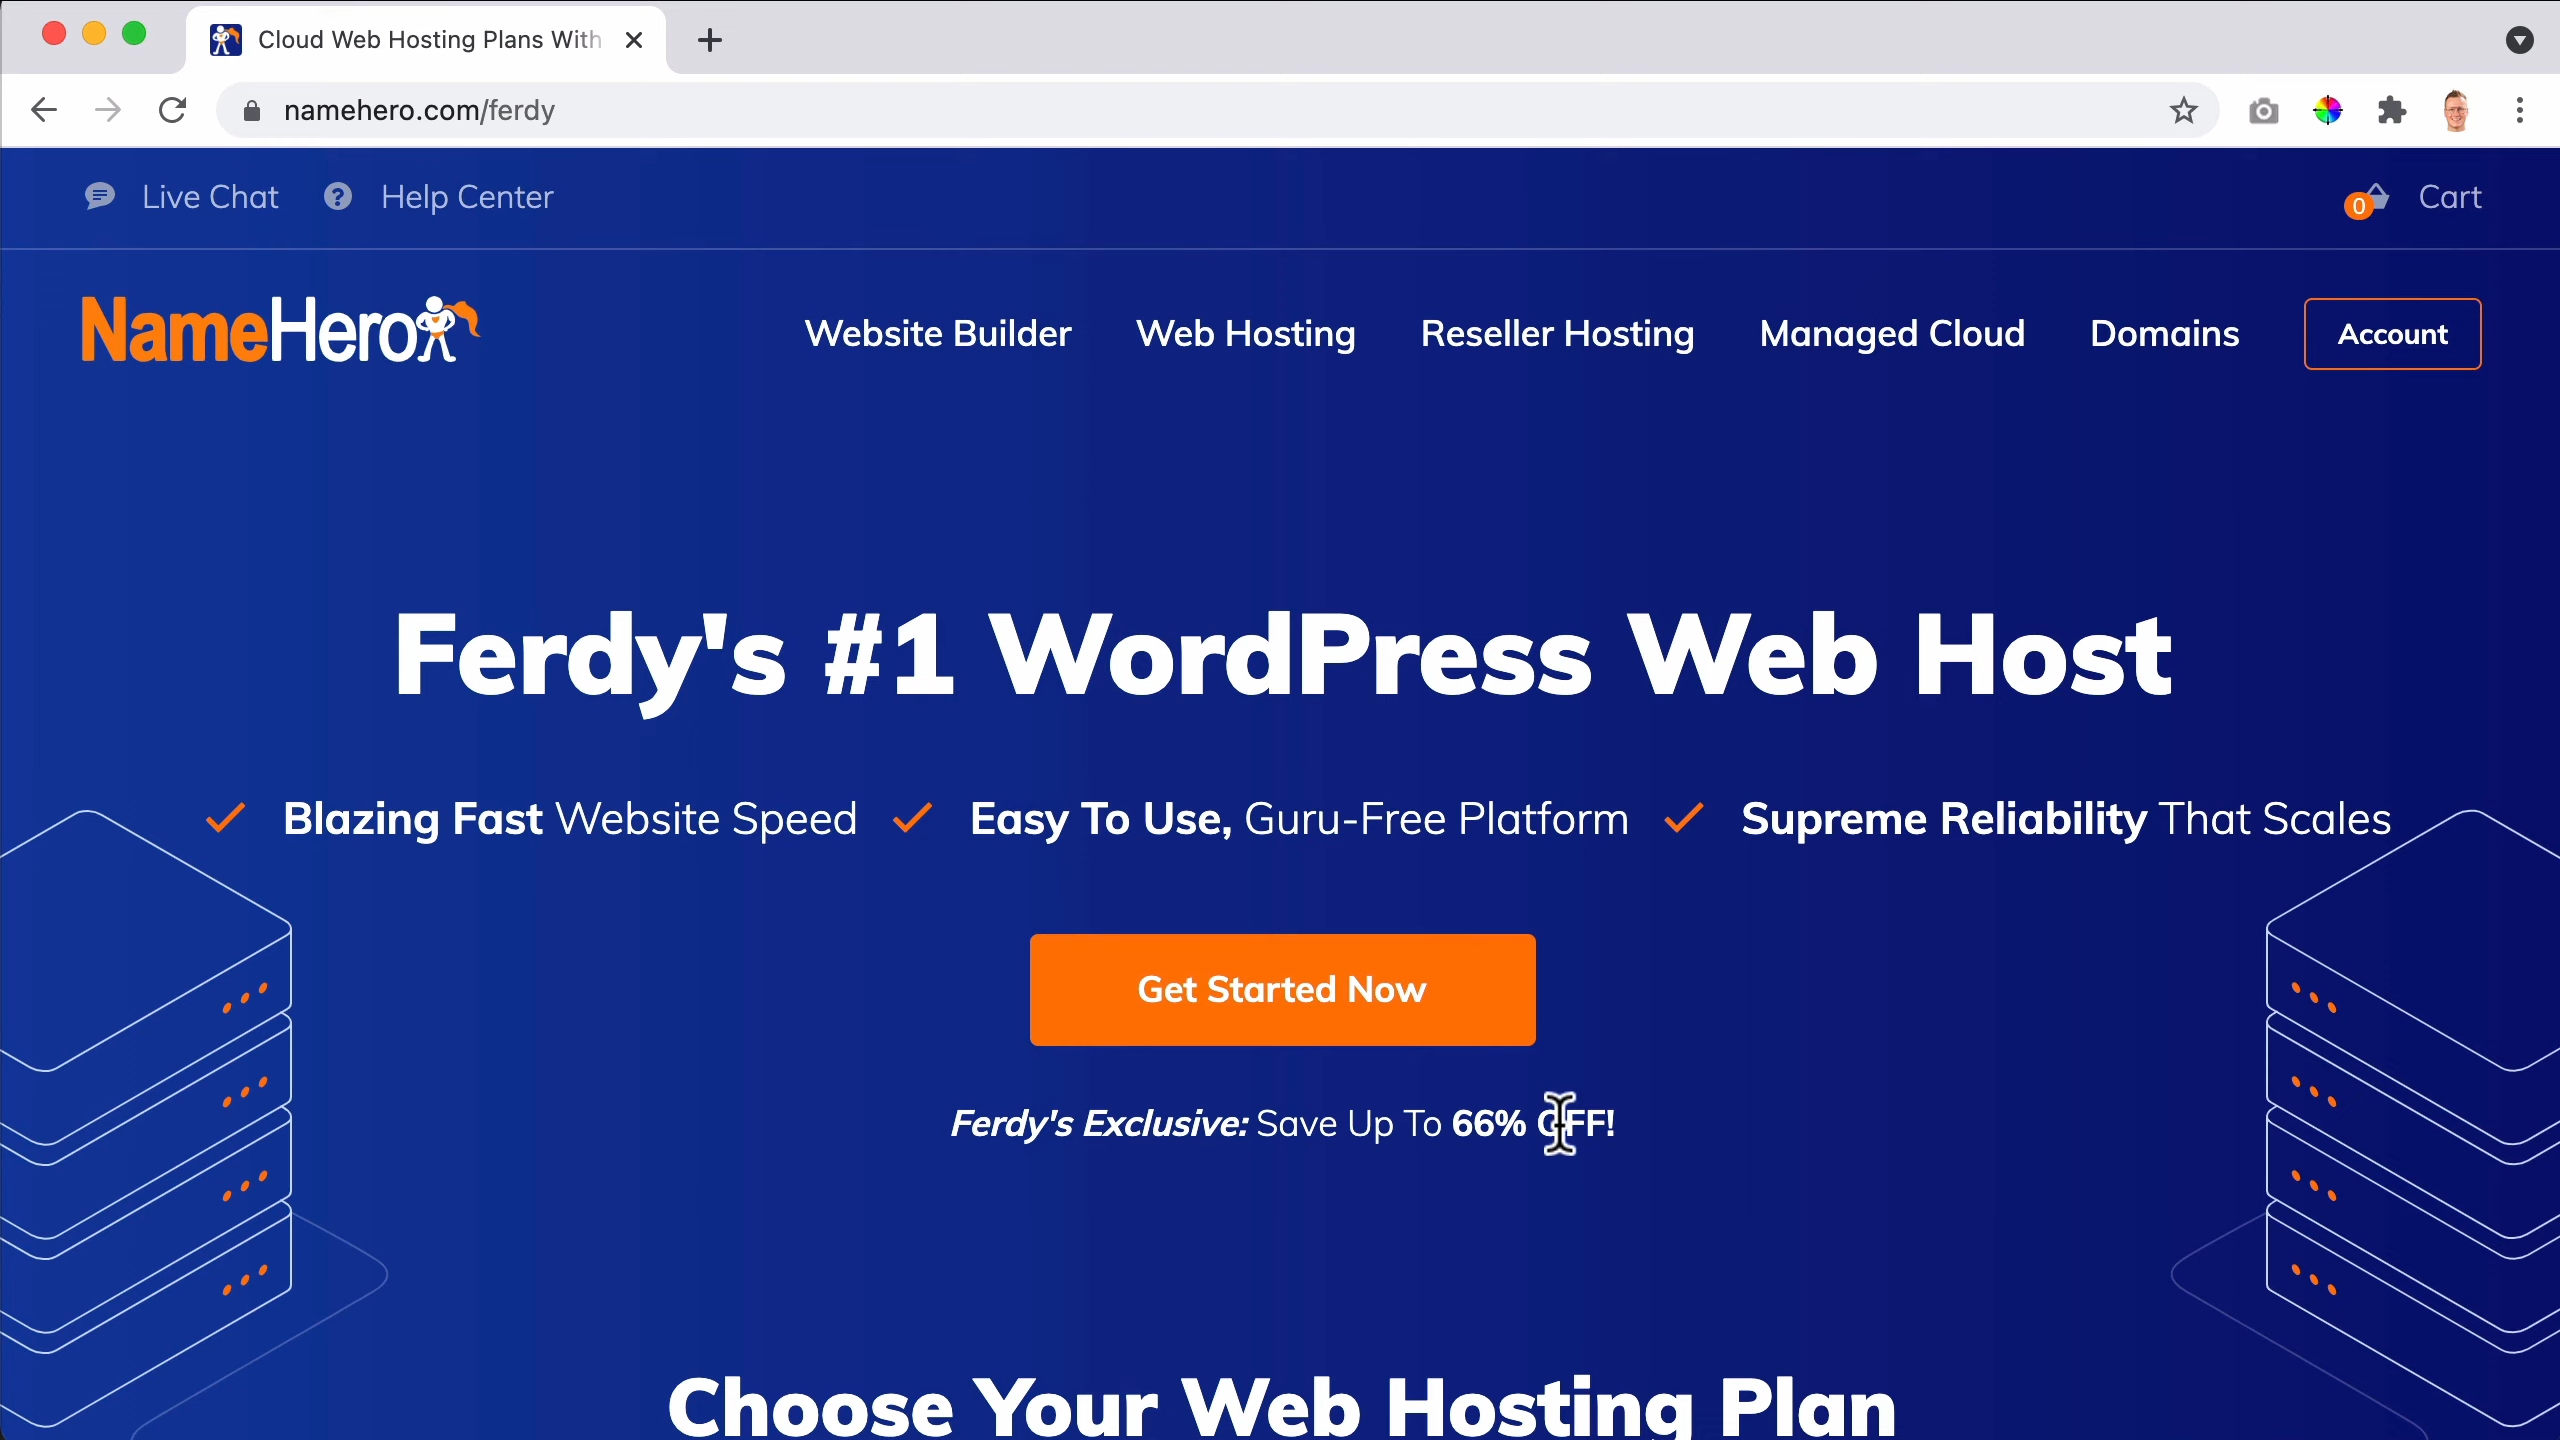 Cloud Web Hosting Plans With
namehero.com/ferdy
Live Chat
Help Center
0
Cart
NameHero
Website Builder
Web Hosting
Reseller Hosting
Managed Cloud
Domains
Account
Ferdy's #1 WordPress Web Host
Blazing Fast Website Speed
Easy To Use, Guru-Free Platform
Supreme Reliability That Scales
Get Started Now
Ferdy's Exclusive: Save Up To 66% OFF!
Choose Your Web Hosting Plan